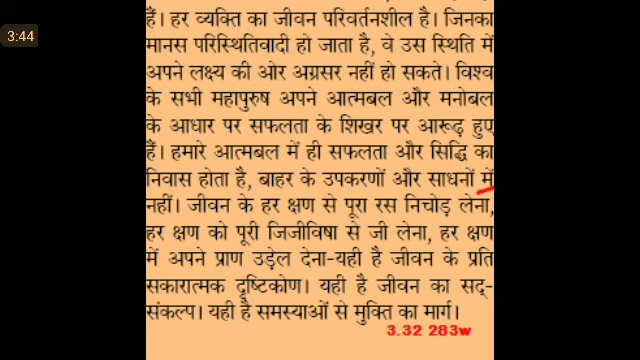 हैं। हर व्यक्ति का जीवन परिवर्तनशील है। जिनका
3:44
मानस परिस्थितिवादी हो जाता है, वे उस स्थिति में
अपने लक्ष्य की ओर अग्रसर नहीं हो सकते। विश्व
के सभी महापुरुष अपने आत्मबल और मनोबल
के आधार पर सफलता के शिखर पर आरूढ़ हुए
हैं। हमारे आत्मबल में ही सफलता और सिद्धि का
निवास होता है, बाहर के उपकरणों और साधनों में
नहीं। जीवन के हर क्षण से पूरा रस निचोड़ लेना,
हर क्षण को पूरी जिजीविषा से जी लेना, हर क्षण
में अपने प्राण उड़ेल देना-यही है जीवन के प्रति
सकारात्मक दृष्टिकोण। यही है जीवन का सद्-
संकल्प। यही है समस्याओं से मुक्ति का मार्ग।
3.32 283w